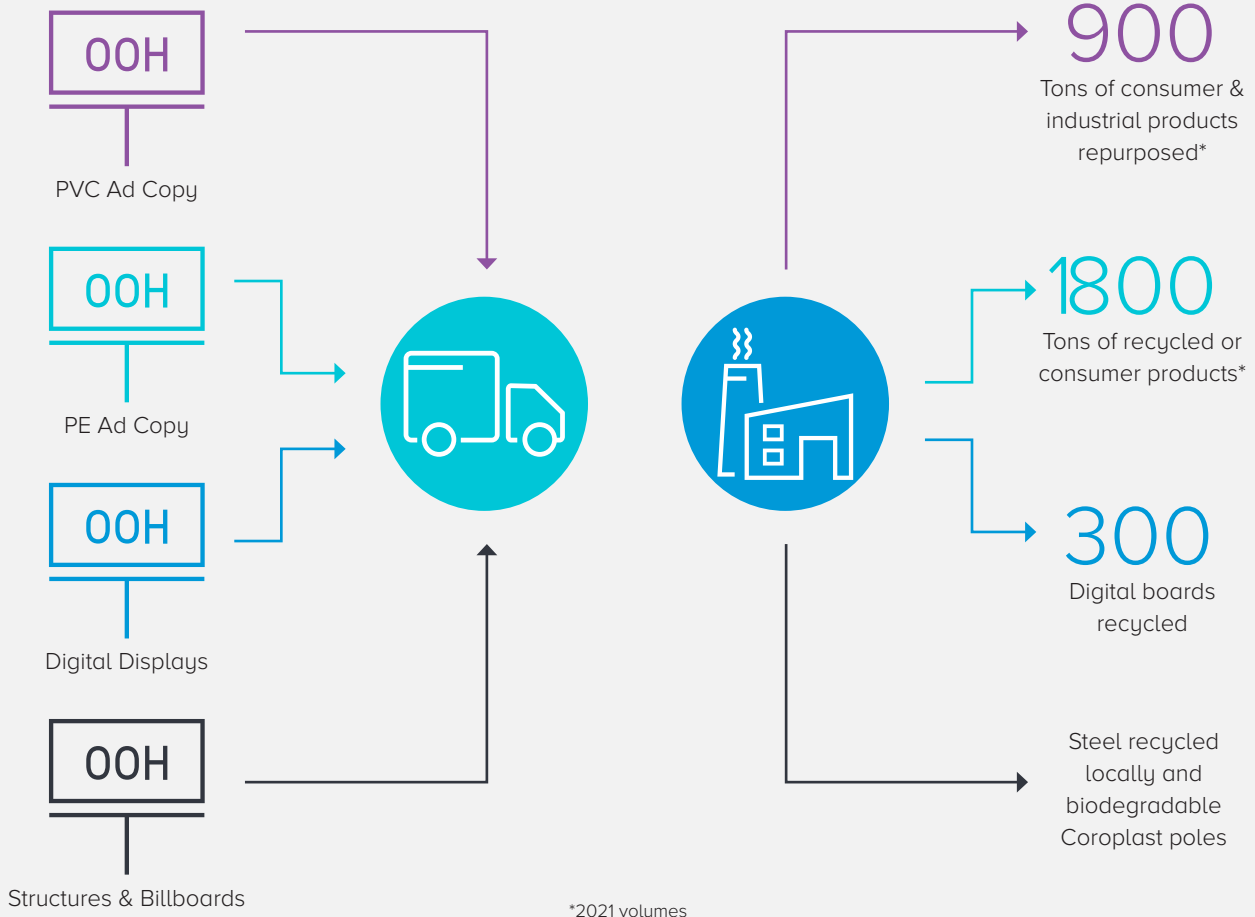 OOH
PVC Ad Copy
OOH
PE Ad Copy
OOH
Digital Displays
OOH
Structures & Billboards
900
Tons of consumer &
industrial products
repurposed*
1800
Tons of recycled or
consumer products*
300
Digital boards
recycled
Steel recycled
locally and
biodegradable
Coroplast poles
*2021 volumes